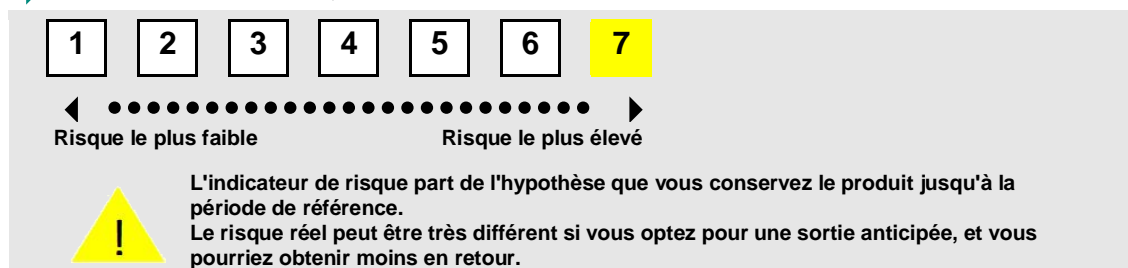 1 2 3 4 5 6 7
Risque le plus faible Risque le plus élevé
L'indicateur de risque part de l'hypothèse que vous conservez le produit jusqu'à la
période de référence.
Le risque réel peut être très différent si vous optez pour une sortie anticipée, et vous
pourriez obtenir moins en retour.
!